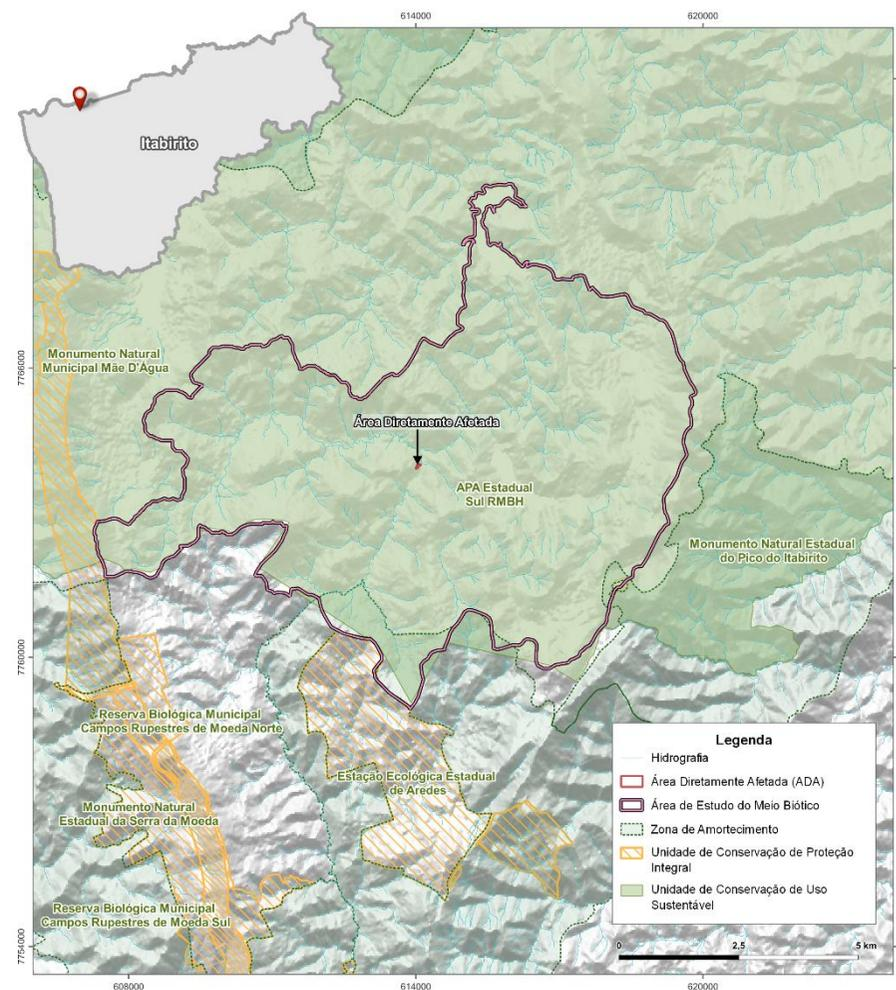 614000
620000
Itabirito
7766000
Monumento Natural
Municipal Mãe D'Água
Área Diretamente Afetada
APA Estadual
Sul RMBH
Monumento Natural Estadual
do Pico do Itabirito
7760000
Reserva Biológica Municipal
Campos Rupestres de Moeda Norte
Estação Ecológica Estadual
de Aredes
Monumento Natural
Estadual da Serra da Moeda
Reserva Biológica Municipal
Campos Rupestres de Moeda Sul
7754000
Legenda
Hidrografia
Área Diretamente Afetada (ADA)
Área de Estudo do Meio Biótico
Zona de Amortecimento
Unidade de Conservação de Proteção
Integral
Unidade de Conservação de Uso
Sustentável
0 2,5 5 km
608000
614000
620000